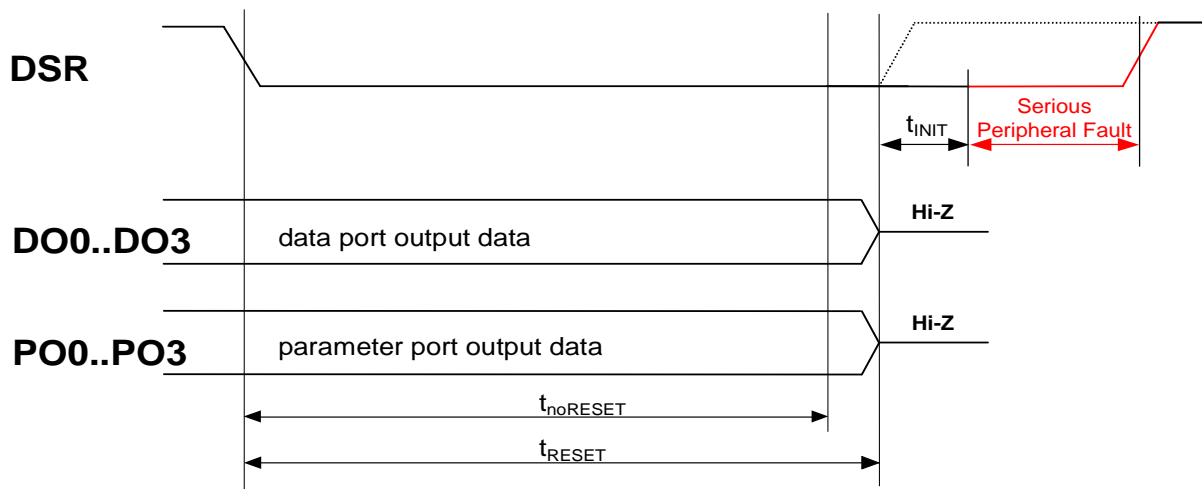 DSR
Serious
Peripheral Fault
tINIT
Hi-Z
DO0..DO3
data port output data
Hi-Z
PO0..PO3
parameter port output data
tnoRESET
tRESET